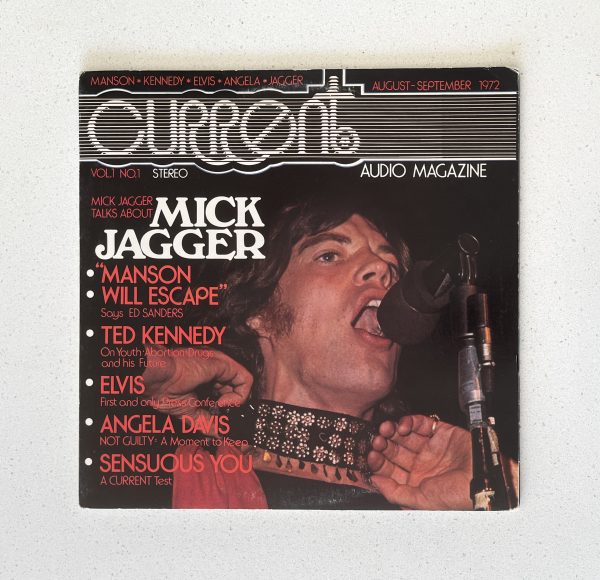 MANSON • KENNEDY • ELVIS • ANGELA • JAGGER
AUGUST-SEPTEMBER 1972
CURRENT
VOL.1 NO.1 STEREO
AUDIO MAGAZINE
MICK JAGGER
TALKS ABOUT
MICK
JAGGER
• "MANSON
• WILL ESCAPE"
Says ED SANDERS
• TED KENNEDY
On Youth•Abortion•Drugs
and his Future
• ELVIS
First and only Press Conference
• ANGELA DAVIS
NOT GUILTY: A Moment to Keep
• SENSUOUS YOU
A CURRENT Test